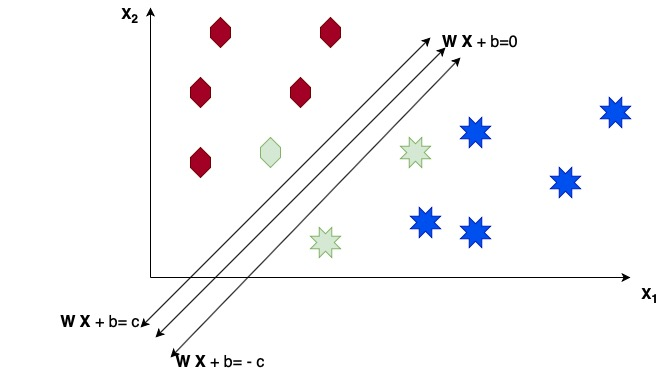 X₂
W X + b=0
X₁
W X + b= c
W X + b= - c